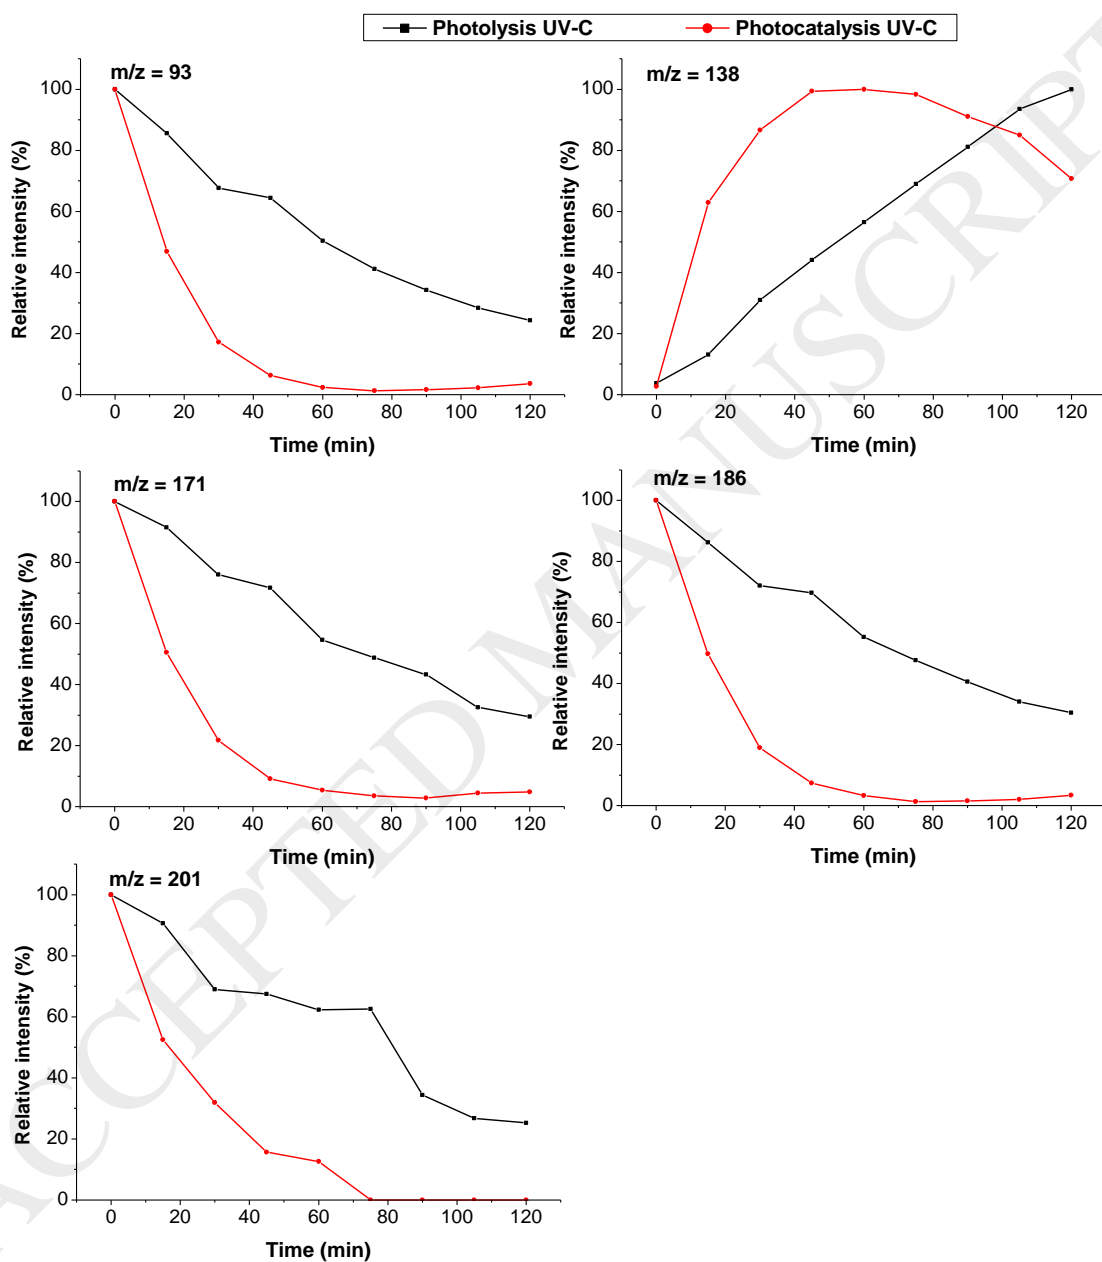 Photolysis UV-C Photocatalysis UV-C
m/z = 93
Relative intensity (%)
100
80
60
40
20
0
0 20 40 60 80 100 120
Time (min)
m/z = 138
Relative intensity (%)
100
80
60
40
20
0
0 20 40 60 80 100 120
Time (min)
m/z = 171
Relative intensity (%)
100
80
60
40
20
0
0 20 40 60 80 100 120
Time (min)
m/z = 186
Relative intensity (%)
100
80
60
40
20
0
0 20 40 60 80 100 120
Time (min)
m/z = 201
Relative intensity (%)
100
80
60
40
20
0
0 20 40 60 80 100 120
Time (min)
ACCEPTED MANUSCRIPT